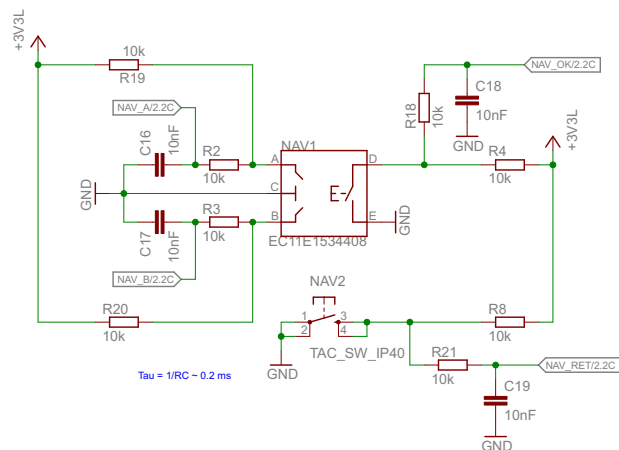 +3V3L
10k
R19
NAV_A/2.2C
C16
10nF
R2
10k
GND
C17
10nF
R3
10k
NAV_B/2.2C
R20
10k
NAV1
A
C
B
D
E
EC11E1534408
R18
10k
C18
10nF
GND
NAV_OK/2.2C
R4
10k
+3V3L
GND
NAV2
1
2
3
4
TAC_SW_IP40
GND
R8
10k
R21
10k
NAV_RET/2.2C
C19
10nF
GND
Tau = 1/RC ~ 0.2 ms